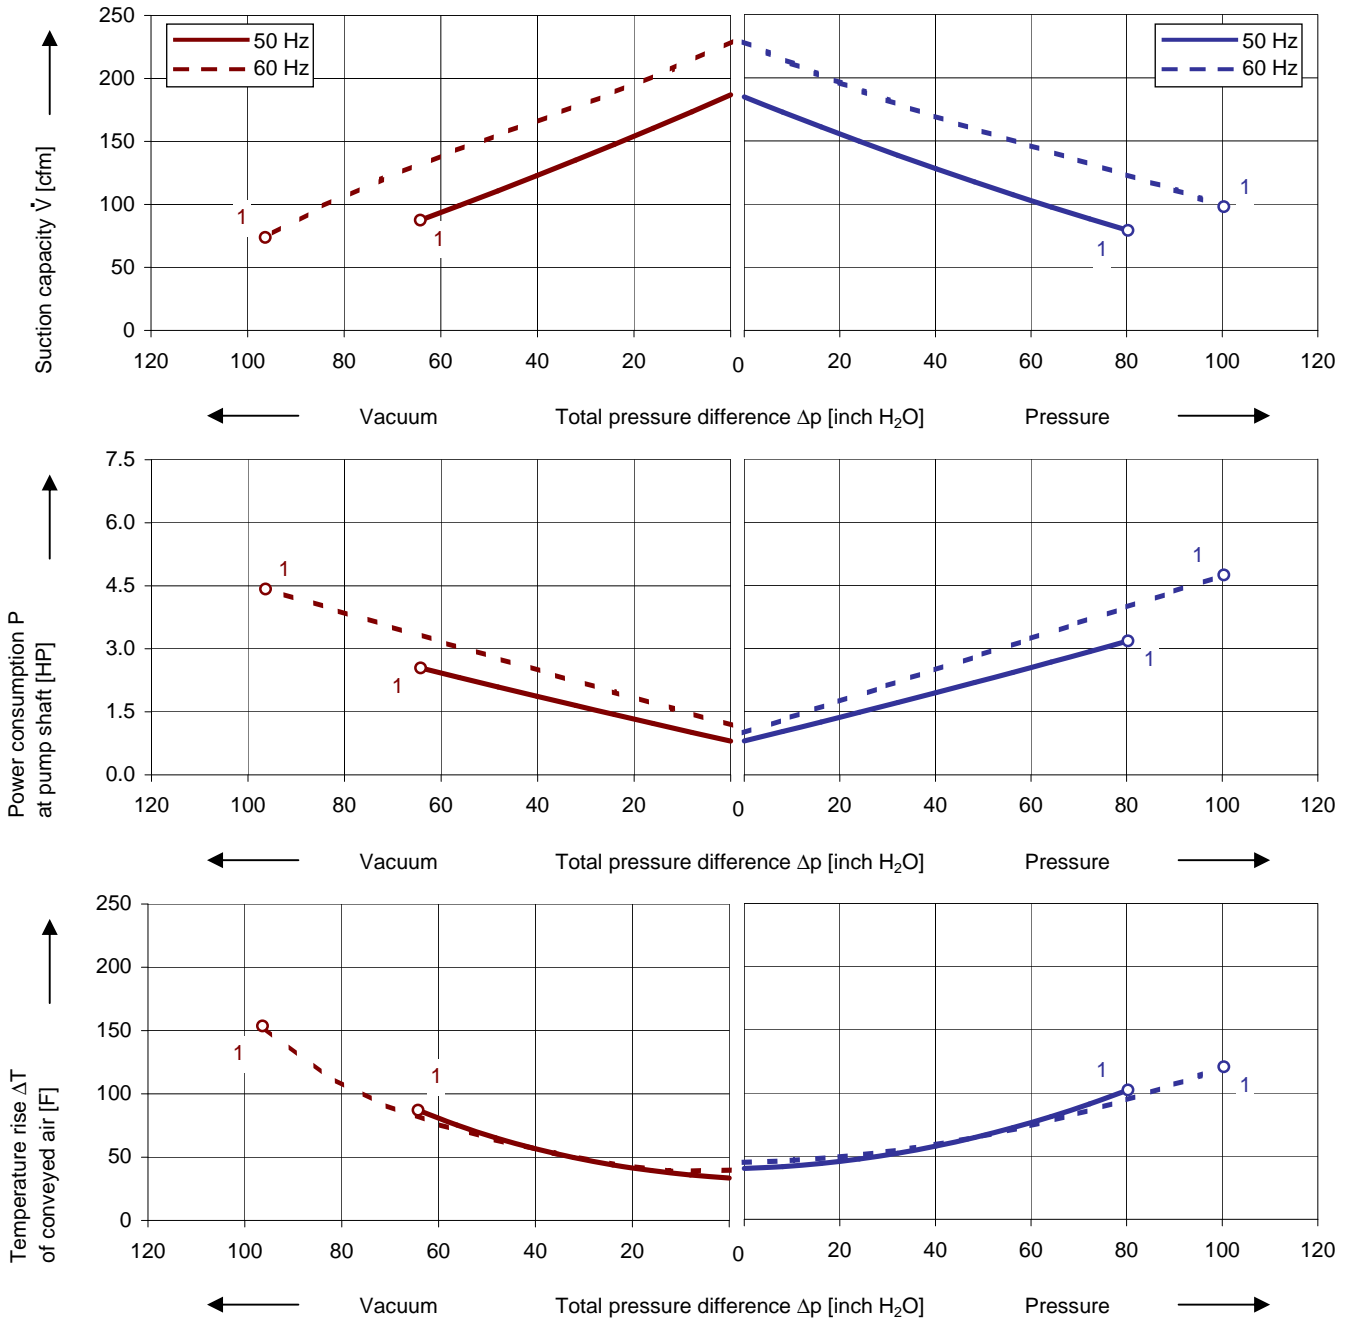 250
200
150
100
50
0
Suction capacity V̇ [cfm]
50 Hz
60 Hz
50 Hz
60 Hz
1
1
1
1
120 100 80 60 40 20 0 20 40 60 80 100 120
Vacuum Total pressure difference Δp [inch H₂O] Pressure
7.5
6.0
4.5
3.0
1.5
0.0
Power consumption P
at pump shaft [HP]
1
1
1
1
120 100 80 60 40 20 0 20 40 60 80 100 120
Vacuum Total pressure difference Δp [inch H₂O] Pressure
250
200
150
100
50
0
Temperature rise ΔT
of conveyed air [F]
1
1
1
1
120 100 80 60 40 20 0 20 40 60 80 100 120
Vacuum Total pressure difference Δp [inch H₂O] Pressure